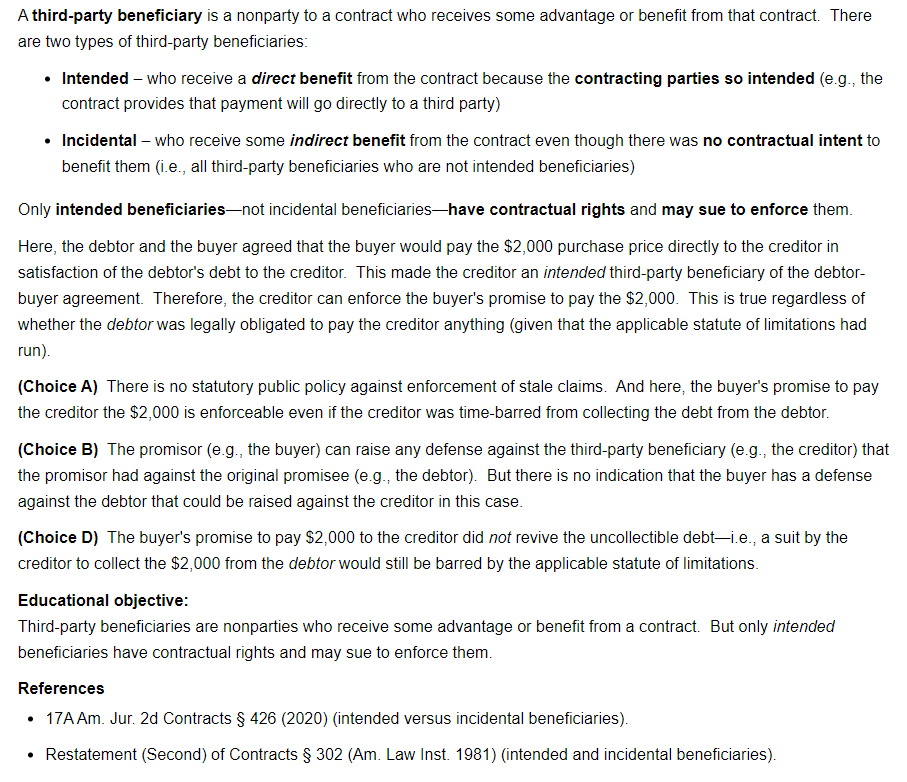 A third-party beneficiary is a nonparty to a contract who receives some advantage or benefit from that contract.  There
are two types of third-party beneficiaries:
• Intended – who receive a direct benefit from the contract because the contracting parties so intended (e.g., the
contract provides that payment will go directly to a third party)
• Incidental – who receive some indirect benefit from the contract even though there was no contractual intent to
benefit them (i.e., all third-party beneficiaries who are not intended beneficiaries)
Only intended beneficiaries—not incidental beneficiaries—have contractual rights and may sue to enforce them.
Here, the debtor and the buyer agreed that the buyer would pay the $2,000 purchase price directly to the creditor in
satisfaction of the debtor's debt to the creditor.  This made the creditor an intended third-party beneficiary of the debtor-
buyer agreement.  Therefore, the creditor can enforce the buyer's promise to pay the $2,000.  This is true regardless of
whether the debtor was legally obligated to pay the creditor anything (given that the applicable statute of limitations had
run).
(Choice A)  There is no statutory public policy against enforcement of stale claims.  And here, the buyer's promise to pay
the creditor the $2,000 is enforceable even if the creditor was time-barred from collecting the debt from the debtor.
(Choice B)  The promisor (e.g., the buyer) can raise any defense against the third-party beneficiary (e.g., the creditor) that
the promisor had against the original promisee (e.g., the debtor).  But there is no indication that the buyer has a defense
against the debtor that could be raised against the creditor in this case.
(Choice D)  The buyer's promise to pay $2,000 to the creditor did not revive the uncollectible debt—i.e., a suit by the
creditor to collect the $2,000 from the debtor would still be barred by the applicable statute of limitations.
Educational objective:
Third-party beneficiaries are nonparties who receive some advantage or benefit from a contract.  But only intended
beneficiaries have contractual rights and may sue to enforce them.
References
• 17A Am. Jur. 2d Contracts § 426 (2020) (intended versus incidental beneficiaries).
• Restatement (Second) of Contracts § 302 (Am. Law Inst. 1981) (intended and incidental beneficiaries).